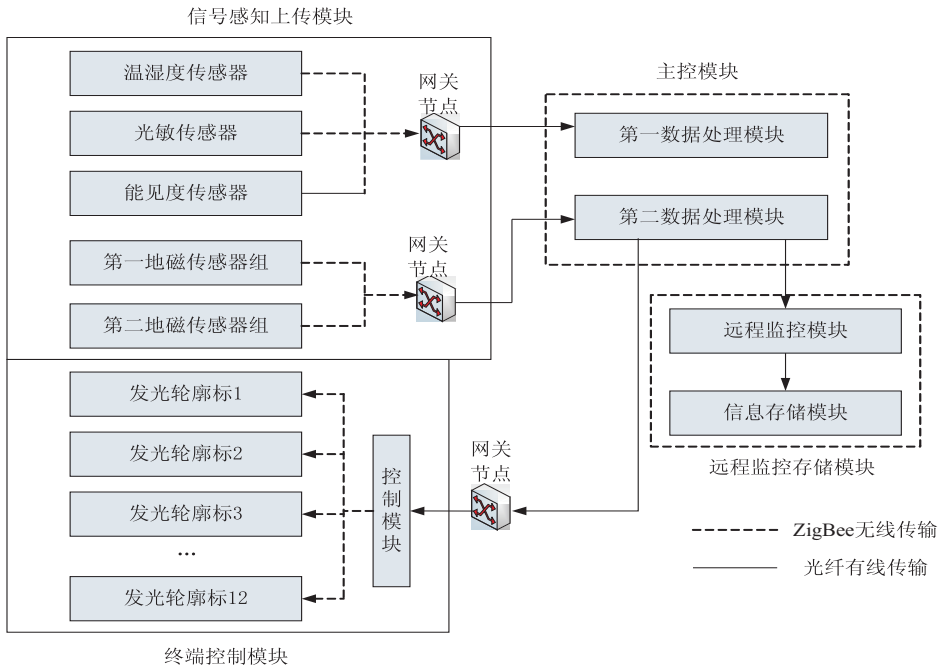 信号感知上传模块
温湿度传感器
光敏传感器
能见度传感器
第一地磁传感器组
第二地磁传感器组
网关
节点
网关
节点
主控模块
第一数据处理模块
第二数据处理模块
远程监控模块
信息存储模块
远程监控存储模块
发光轮廓标1
发光轮廓标2
发光轮廓标3
...
发光轮廓标12
控制模块
网关
节点
终端控制模块
ZigBee无线传输
光纤有线传输